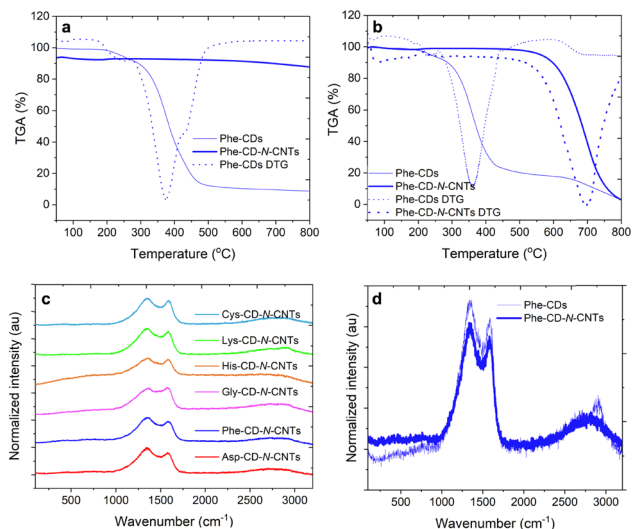 a
120
100
80
60
40
20
0
TGA (%)
Phe-CDs
Phe-CD-N-CNTs
Phe-CDs DTG
100 200 300 400 500 600 700 800
Temperature (°C)
b
120
100
80
60
40
20
0
TGA (%)
Phe-CDs
Phe-CD-N-CNTs
Phe-CDs DTG
Phe-CD-N-CNTs DTG
100 200 300 400 500 600 700 800
Temperature (°C)
c
Normalized intensity (au)
Cys-CD-N-CNTs
Lys-CD-N-CNTs
His-CD-N-CNTs
Gly-CD-N-CNTs
Phe-CD-N-CNTs
Asp-CD-N-CNTs
500 1000 1500 2000 2500 3000
Wavenumber (cm⁻¹)
d
Normalized intensity (au)
Phe-CDs
Phe-CD-N-CNTs
500 1000 1500 2000 2500 3000
Wavenumber (cm⁻¹)